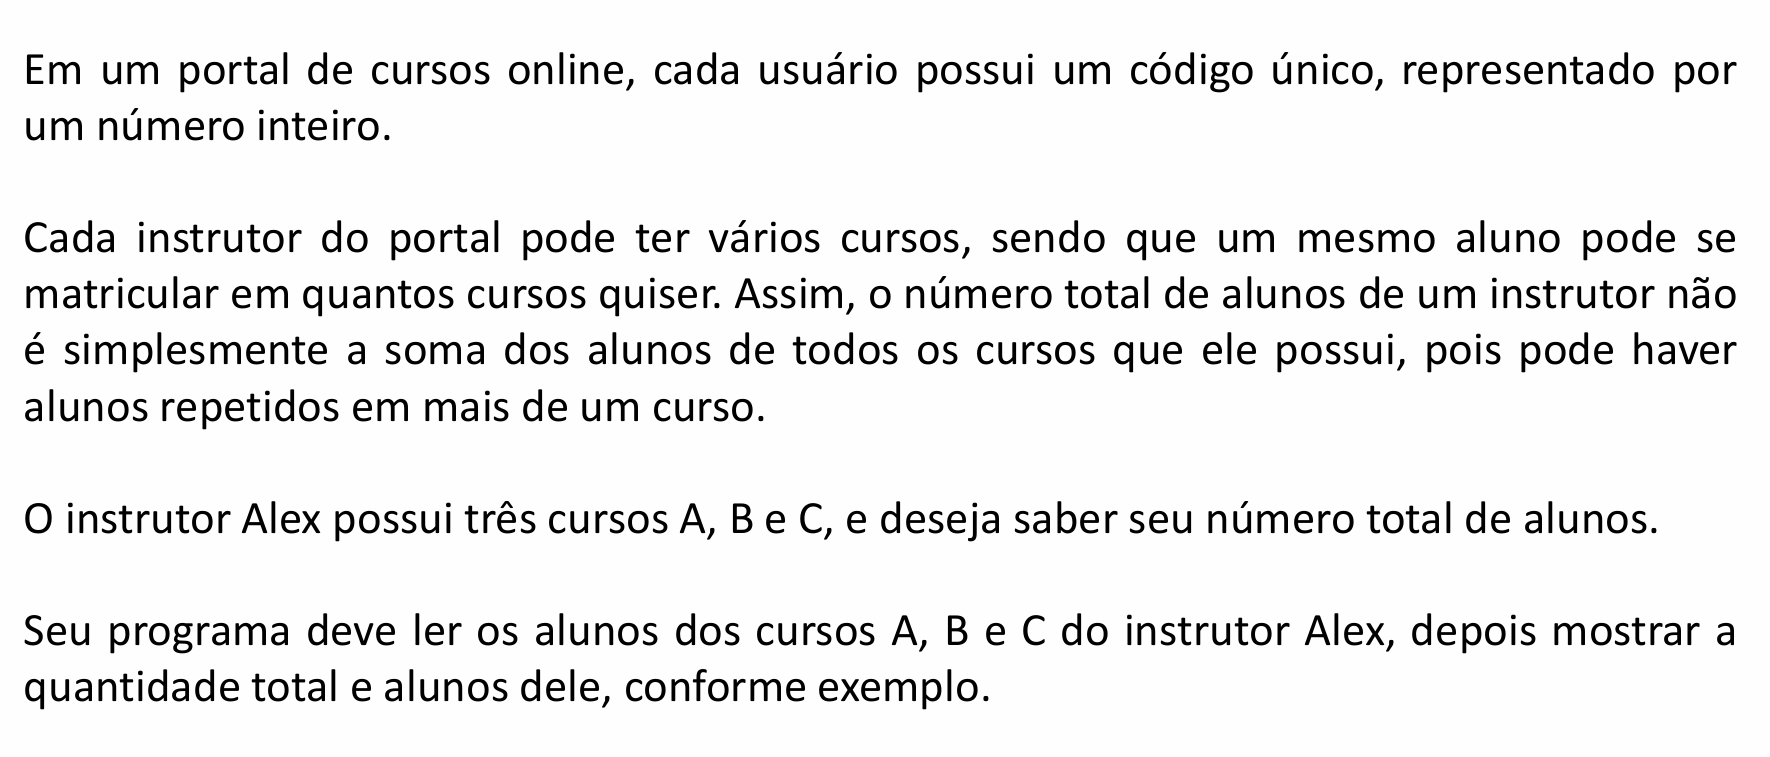 Em um portal de cursos online, cada usuário possui um código único, representado por
um número inteiro.
Cada instrutor do portal pode ter vários cursos, sendo que um mesmo aluno pode se
matricular em quantos cursos quiser. Assim, o número total de alunos de um instrutor não
é simplesmente a soma dos alunos de todos os cursos que ele possui, pois pode haver
alunos repetidos em mais de um curso.
O instrutor Alex possui três cursos A, B e C, e deseja saber seu número total de alunos.
Seu programa deve ler os alunos dos cursos A, B e C do instrutor Alex, depois mostrar a
quantidade total e alunos dele, conforme exemplo.